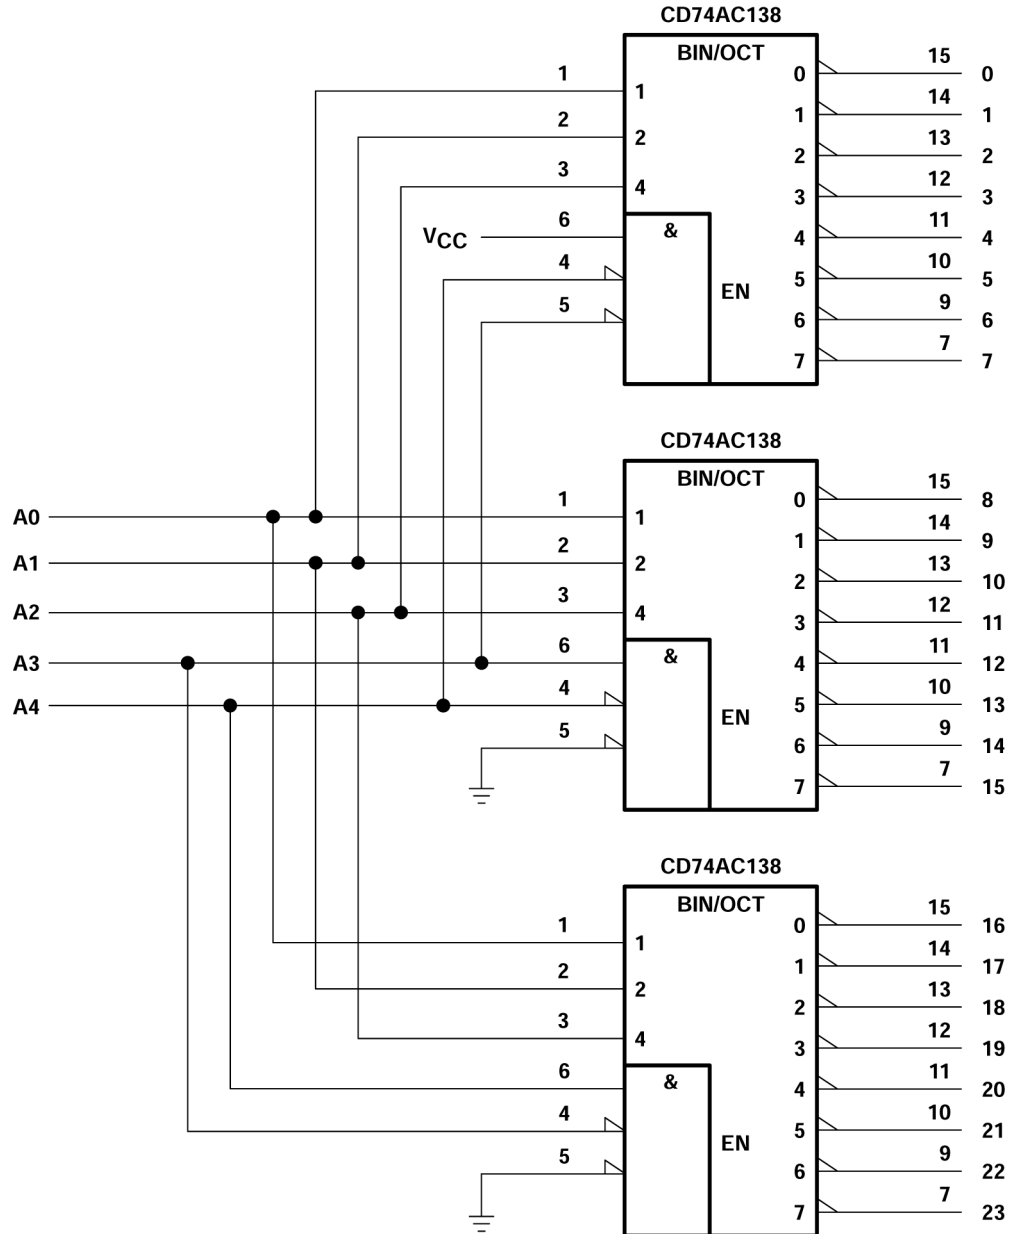 CD74AC138
BIN/OCT
1 1
2 2
3 4
VCC 6 &
4
5
EN
0 15 0
1 14 1
2 13 2
3 12 3
4 11 4
5 10 5
6 9 6
7 7 7
CD74AC138
BIN/OCT
A0 1 1
A1 2 2
A2 3 4
A3 6 &
A4 4
5
EN
0 15 8
1 14 9
2 13 10
3 12 11
4 11 12
5 10 13
6 9 14
7 7 15
CD74AC138
BIN/OCT
1 1
2 2
3 4
6 &
4
5
EN
0 15 16
1 14 17
2 13 18
3 12 19
4 11 20
5 10 21
6 9 22
7 7 23